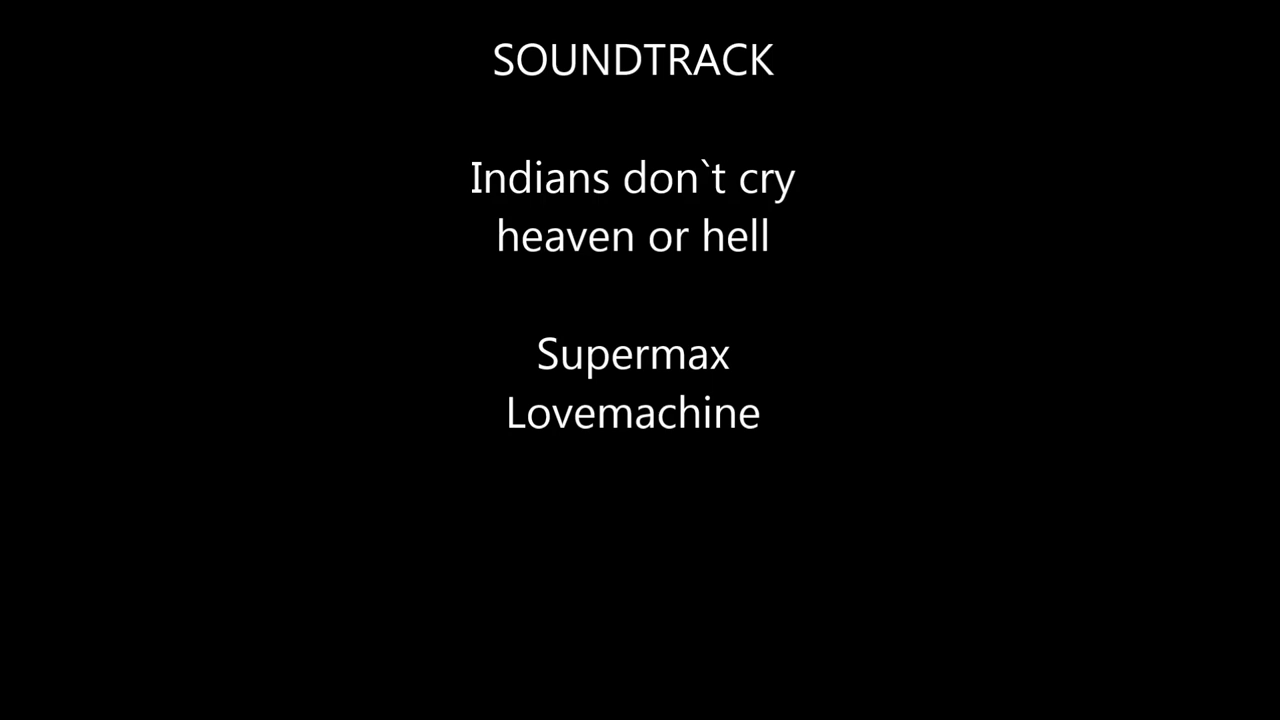 SOUNDTRACK
Indians don`t cry
heaven or hell
Supermax
Lovemachine